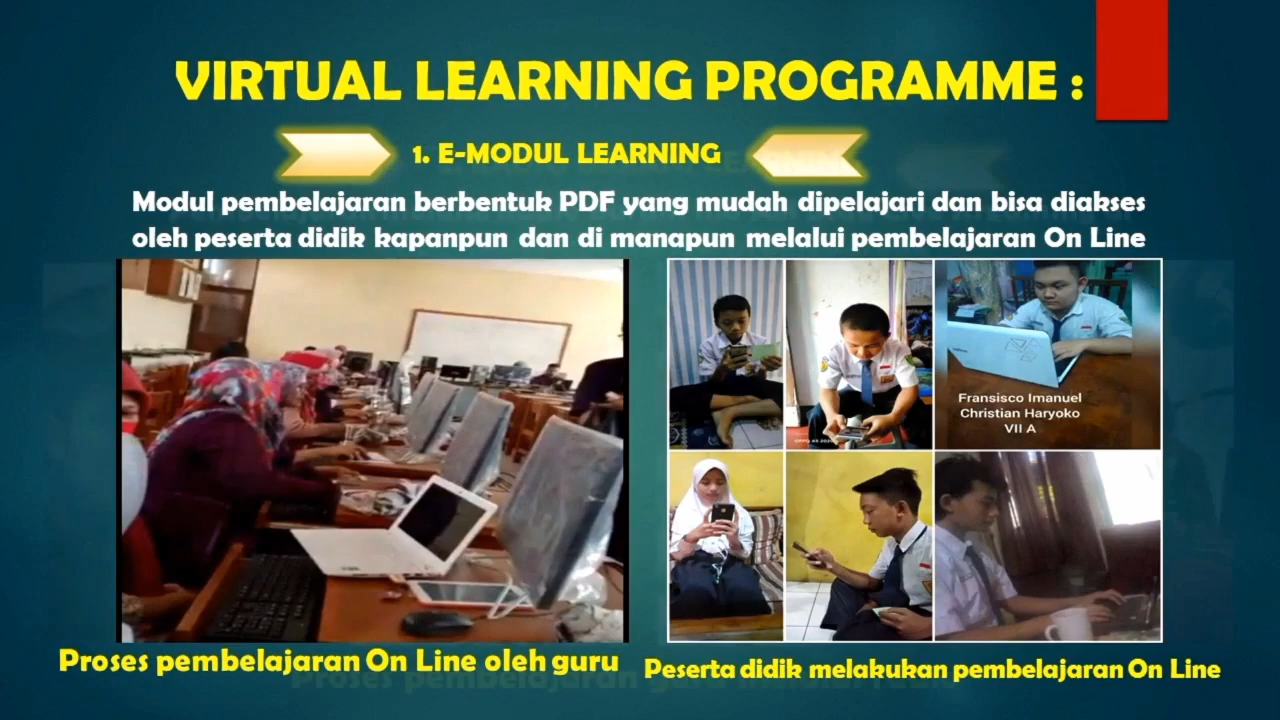 VIRTUAL LEARNING PROGRAMME :
1. E-MODUL LEARNING
Modul pembelajaran berbentuk PDF yang mudah dipelajari dan bisa diakses
oleh peserta didik kapanpun dan di manapun melalui pembelajaran On Line
Fransisco Imanuel
Christian Haryoko
VII A
Proses pembelajaran On Line oleh guru
Peserta didik melakukan pembelajaran On Line